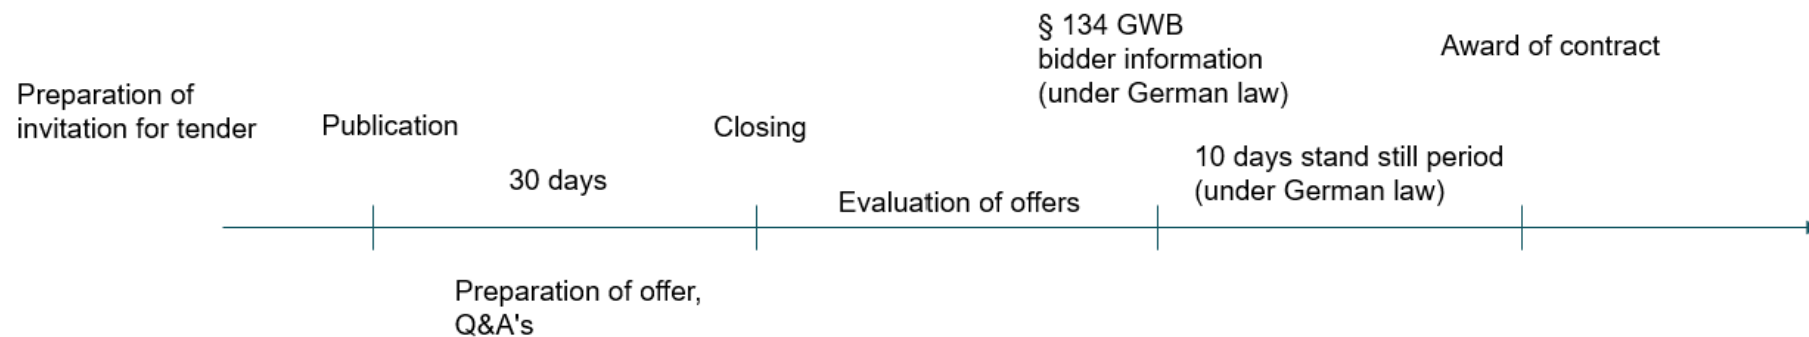 Preparation of
invitation for tender
Publication
30 days
Preparation of offer,
Q&A's
Closing
Evaluation of offers
§ 134 GWB
bidder information
(under German law)
10 days stand still period
(under German law)
Award of contract